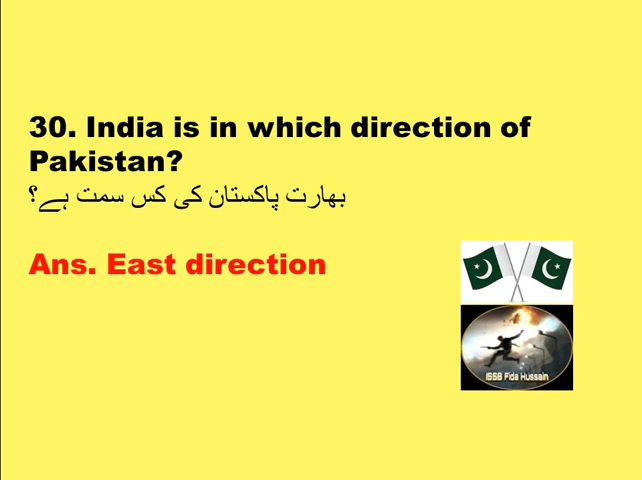 30. India is in which direction of
Pakistan?
بھارت پاکستان کی کس سمت ہے؟
Ans. East direction
ISSB Fida Hussain